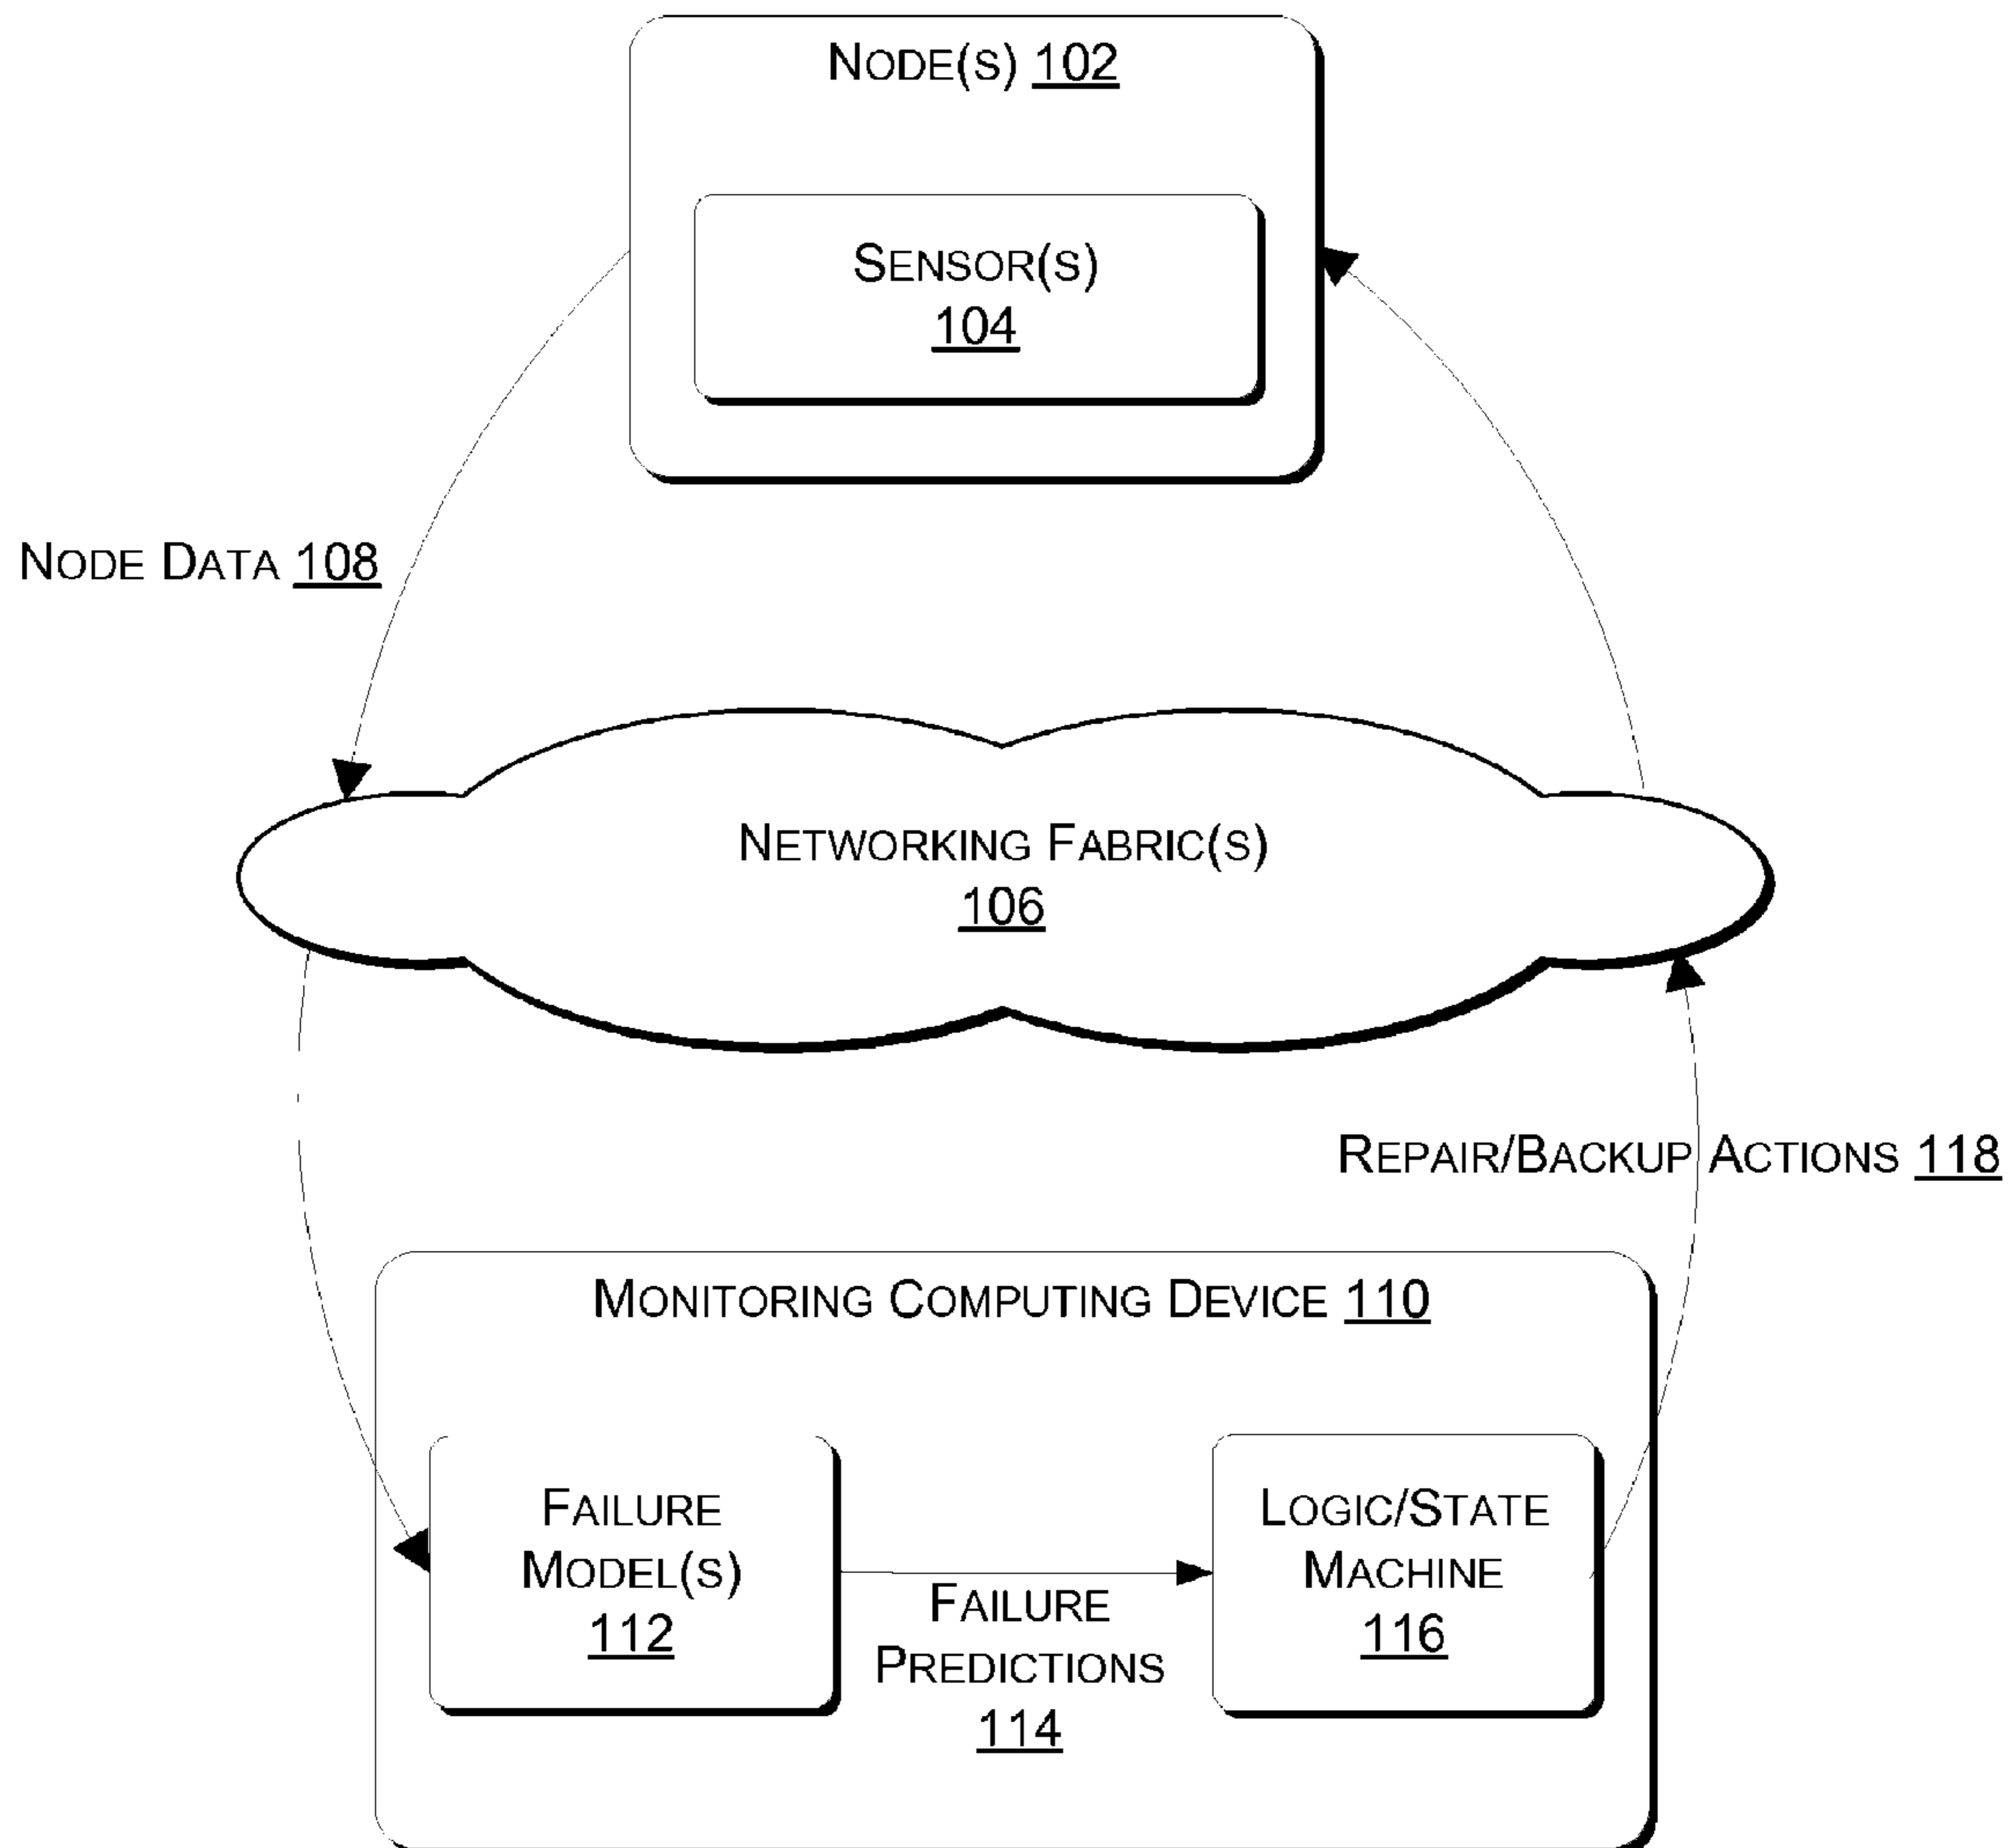 NODE(S) 102
SENSOR(S)
104
NODE DATA 108
NETWORKING FABRIC(S)
106
REPAIR/BACKUP ACTIONS 118
MONITORING COMPUTING DEVICE 110
FAILURE
MODEL(S)
112
FAILURE
PREDICTIONS
114
LOGIC/STATE
MACHINE
116